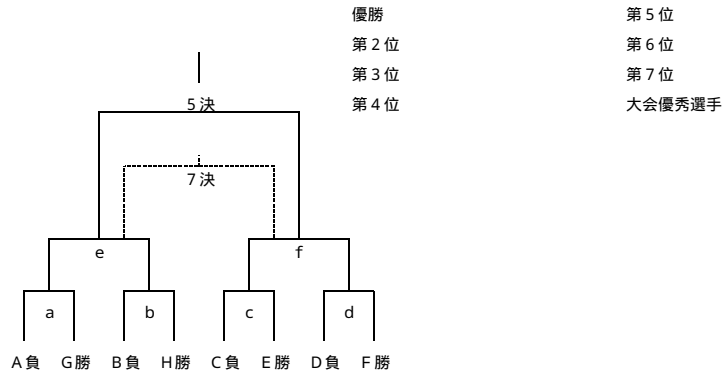 優勝 第５位
第２位 第６位
第３位 第７位
第４位 大会優秀選手
５決
７決
e f
a b c d
A負 G勝 B負 H勝 C負 E勝 D負 F勝